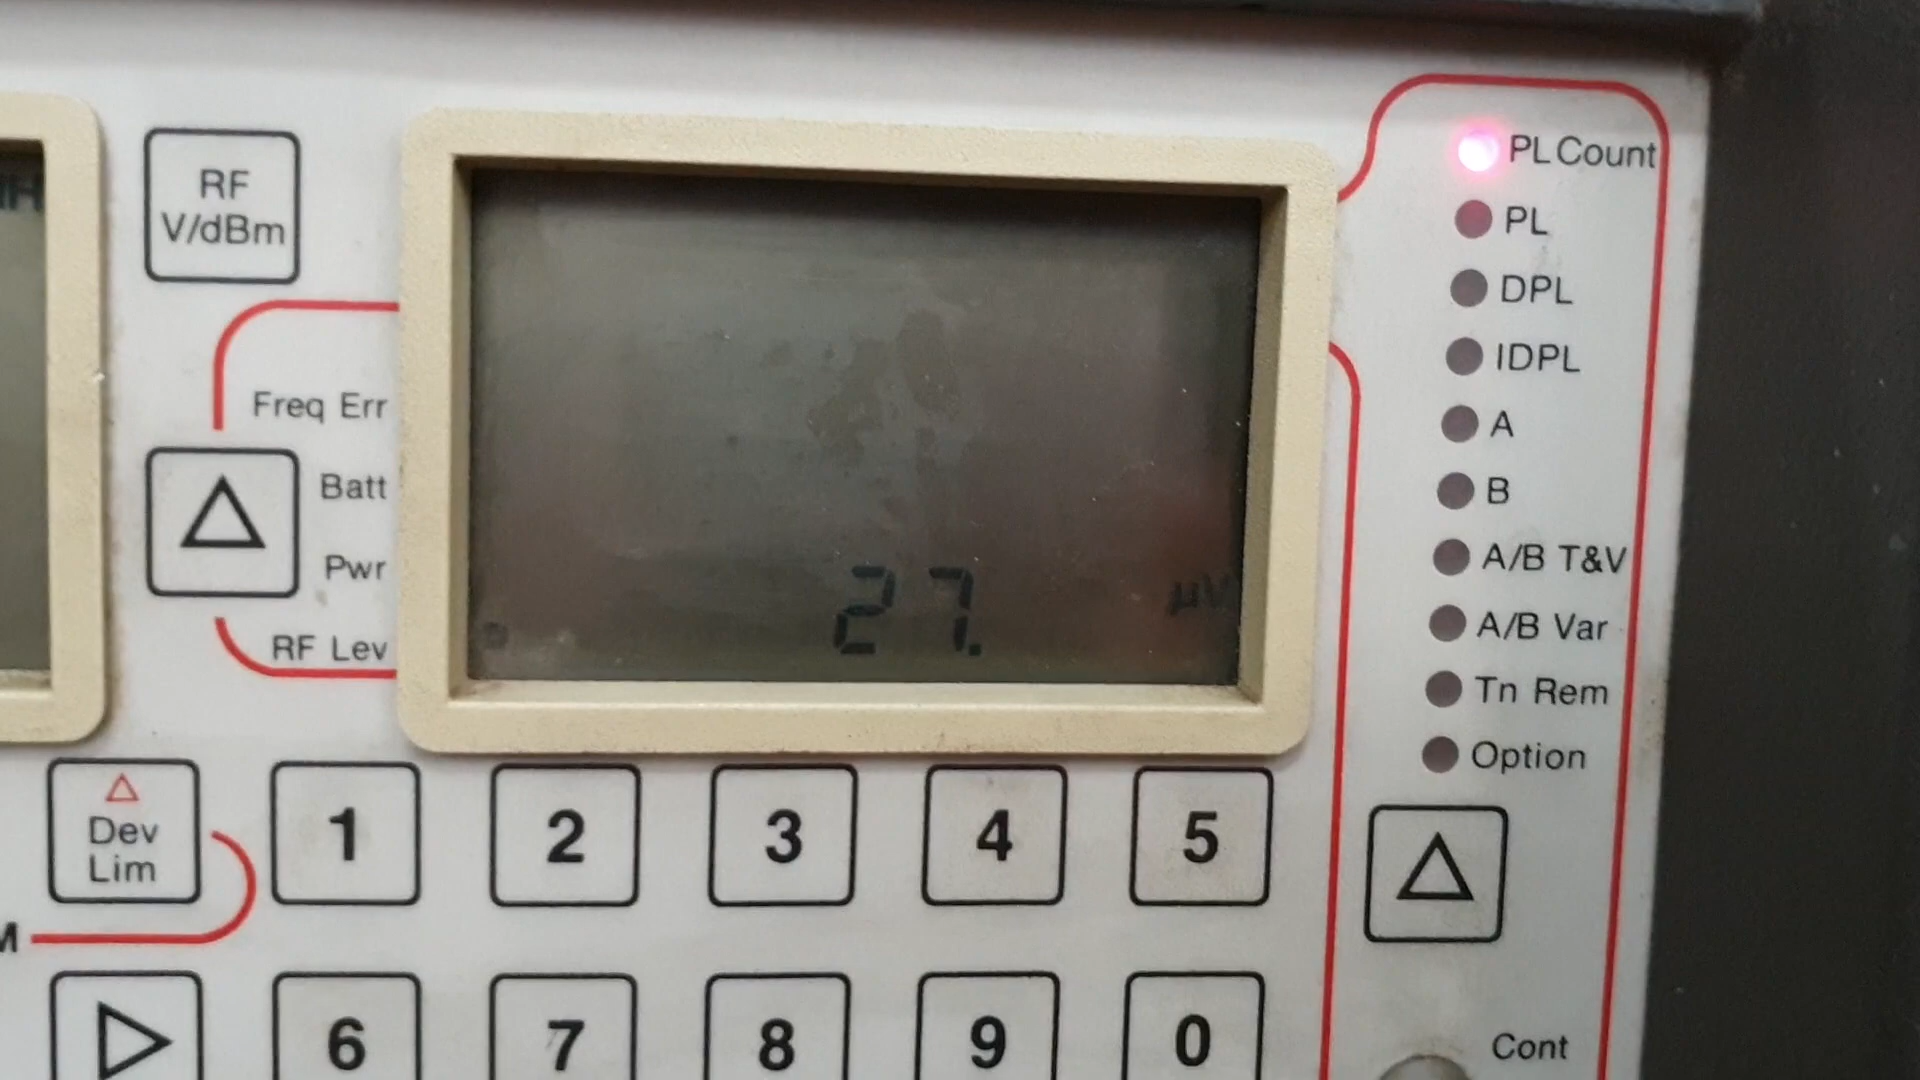 RF
V/dBm
Freq Err
Batt
Pwr
RF Lev
27.
µV
PL Count
PL
DPL
IDPL
A
B
A/B T&V
A/B Var
Tn Rem
Option
Dev
Lim
1 2 3 4 5
M
6 7 8 9 0
Cont